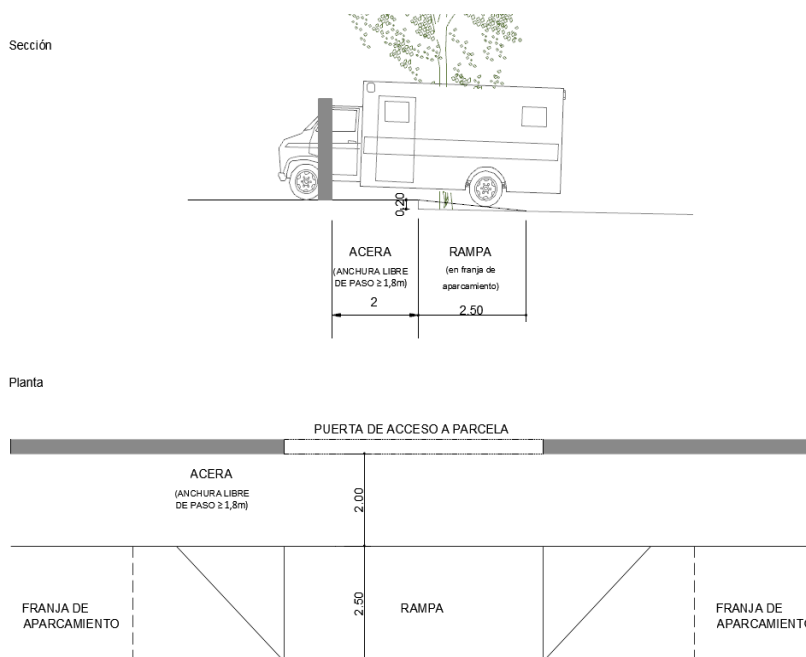 Sección
0.20
ACERA
(ANCHURA LIBRE
DE PASO ≥ 1,8m)
2
RAMPA
(en franja de
aparcamiento)
2.50
Planta
PUERTA DE ACCESO A PARCELA
ACERA
(ANCHURA LIBRE
DE PASO ≥ 1,8m)
2.00
FRANJA DE
APARCAMIENTO
2.50
RAMPA
FRANJA DE
APARCAMIENTO